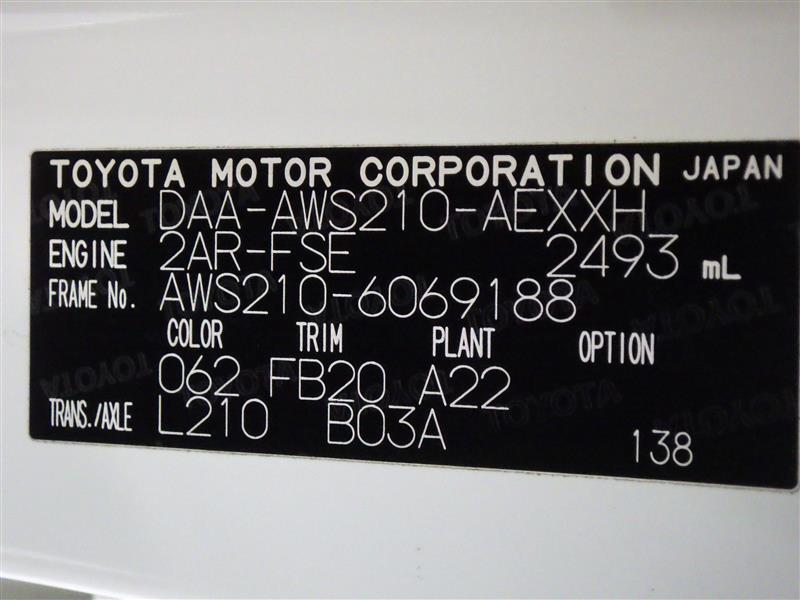 TOYOTA MOTOR CORPORATION JAPAN
MODEL DAA-AWS210-AEXXH
ENGINE 2AR-FSE 2493 mL
FRAME No. AWS210-6069188
COLOR TRIM PLANT OPTION
062 FB20 A22
TRANS./AXLE L210 B03A
138